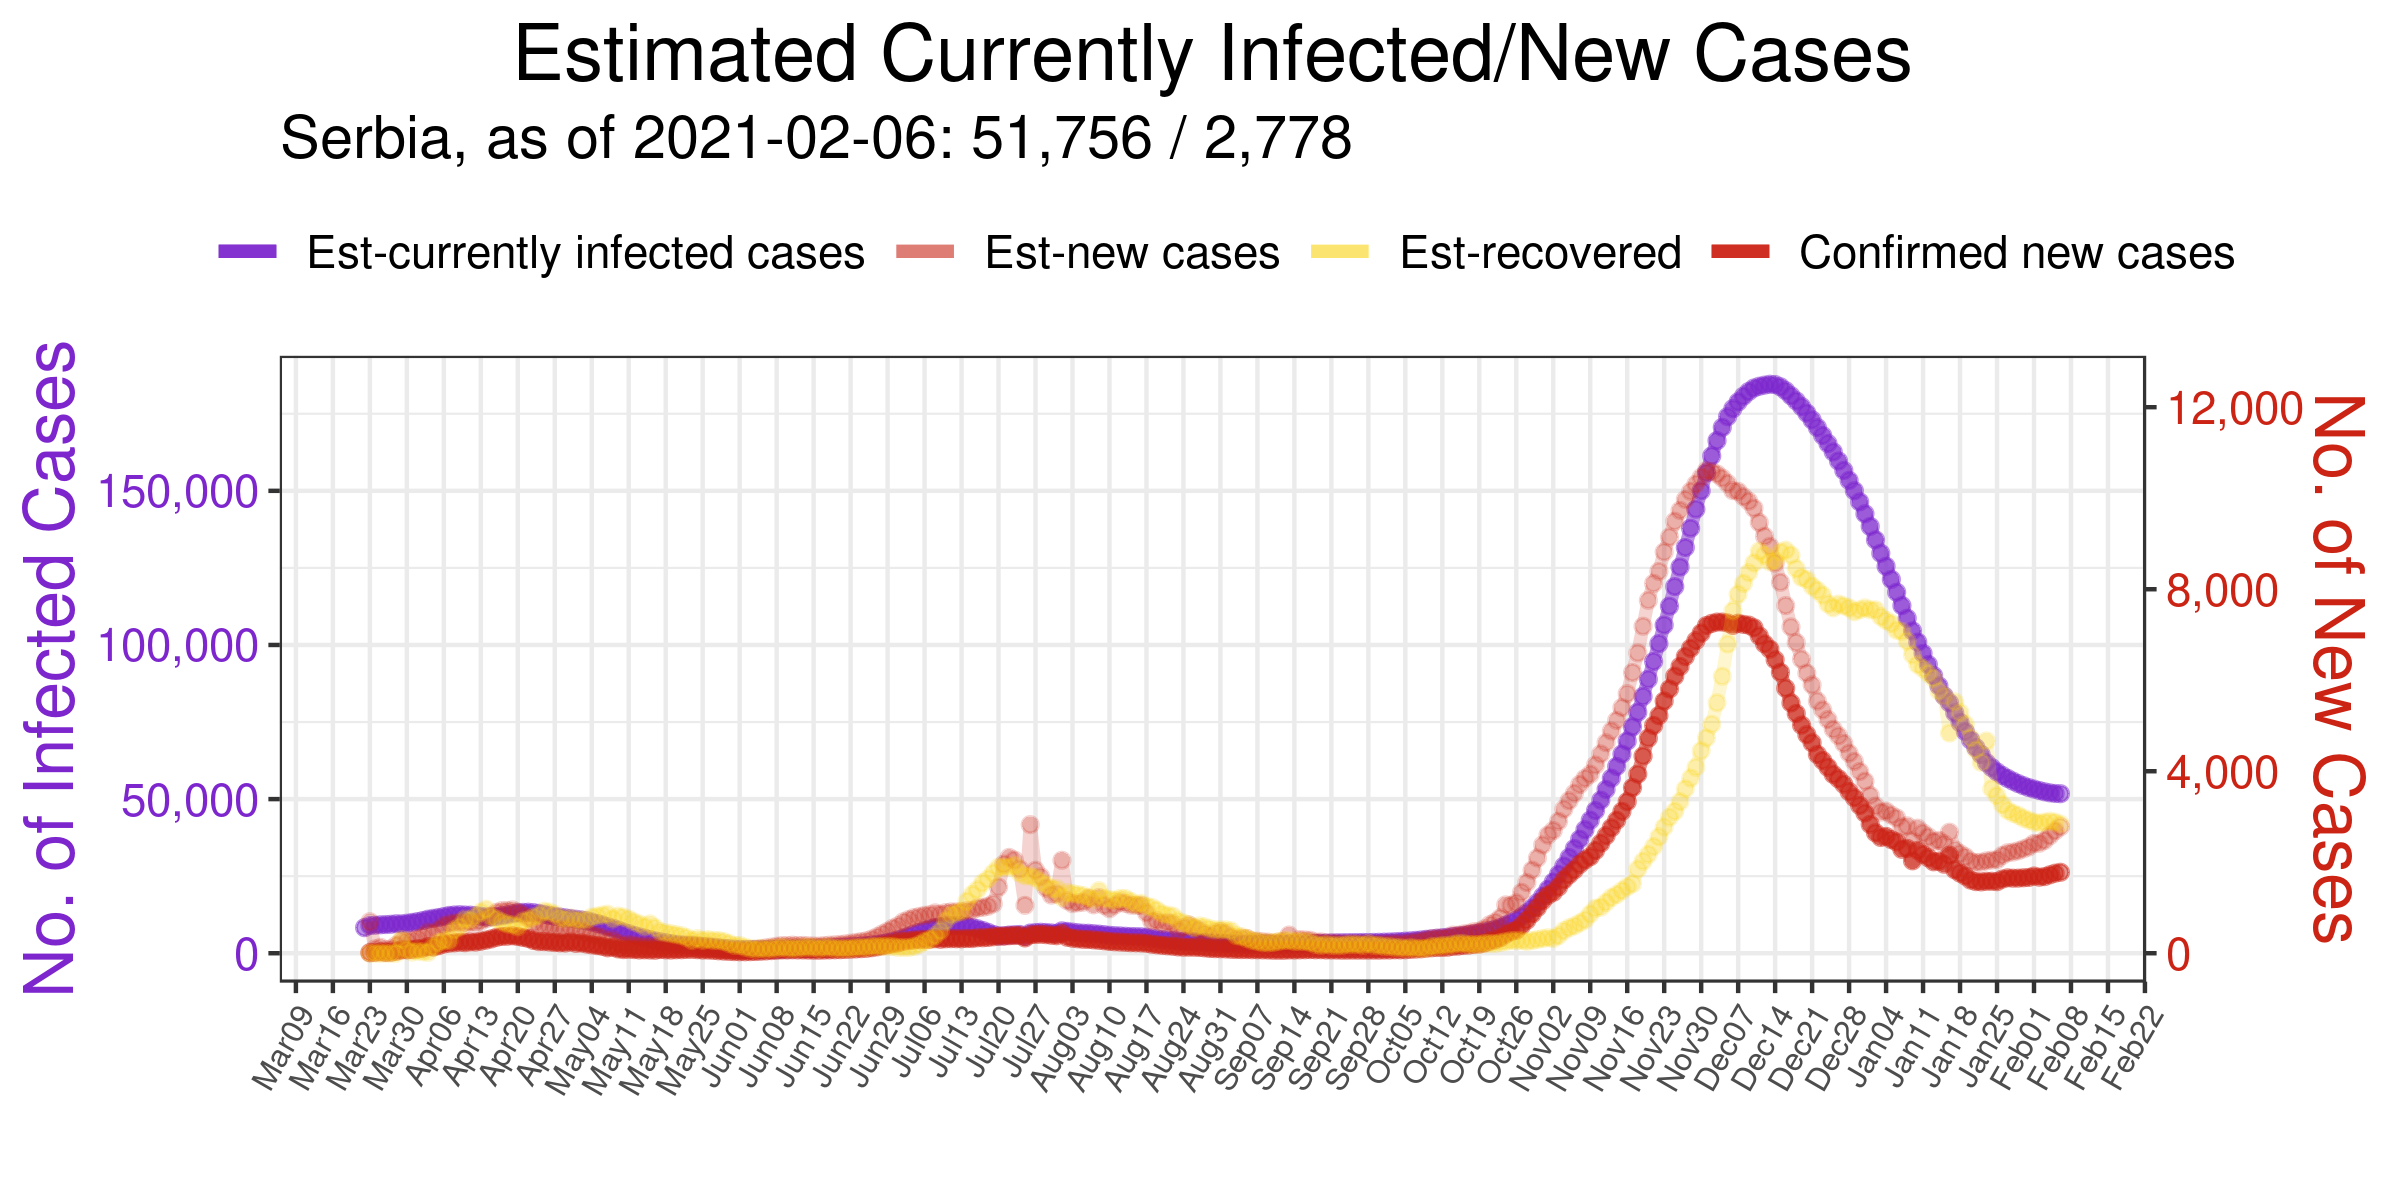 Estimated Currently Infected/New Cases
Serbia, as of 2021-02-06: 51,756 / 2,778
Est-currently infected cases Est-new cases Est-recovered Confirmed new cases
No. of Infected Cases
150,000
100,000
50,000
0
12,000
8,000
4,000
0
No. of New Cases
Mar09 Mar16 Mar23 Mar30 Apr06 Apr13 Apr20 Apr27 May04 May11 May18 May25 Jun01 Jun08 Jun15 Jun22 Jun29 Jul06 Jul13 Jul20 Jul27 Aug03 Aug10 Aug17 Aug24 Aug31 Sep07 Sep14 Sep21 Sep28 Oct05 Oct12 Oct19 Oct26 Nov02 Nov09 Nov16 Nov23 Nov30 Dec07 Dec14 Dec21 Dec28 Jan04 Jan11 Jan18 Jan25 Feb01 Feb08 Feb15 Feb22